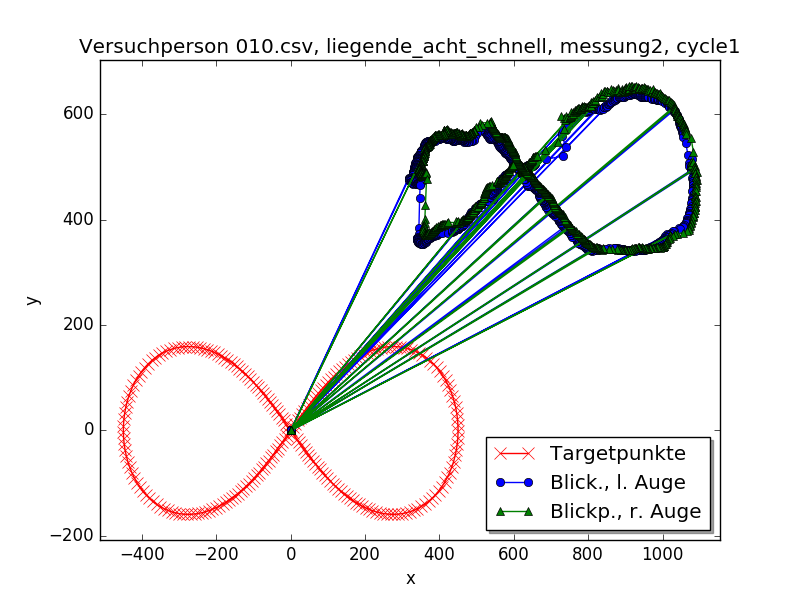 Versuchperson 010.csv, liegende_acht_schnell, messung2, cycle1
y
600
400
200
0
−200
−400 −200 0 200 400 600 800 1000
x
Targetpunkte
Blick., l. Auge
Blickp., r. Auge